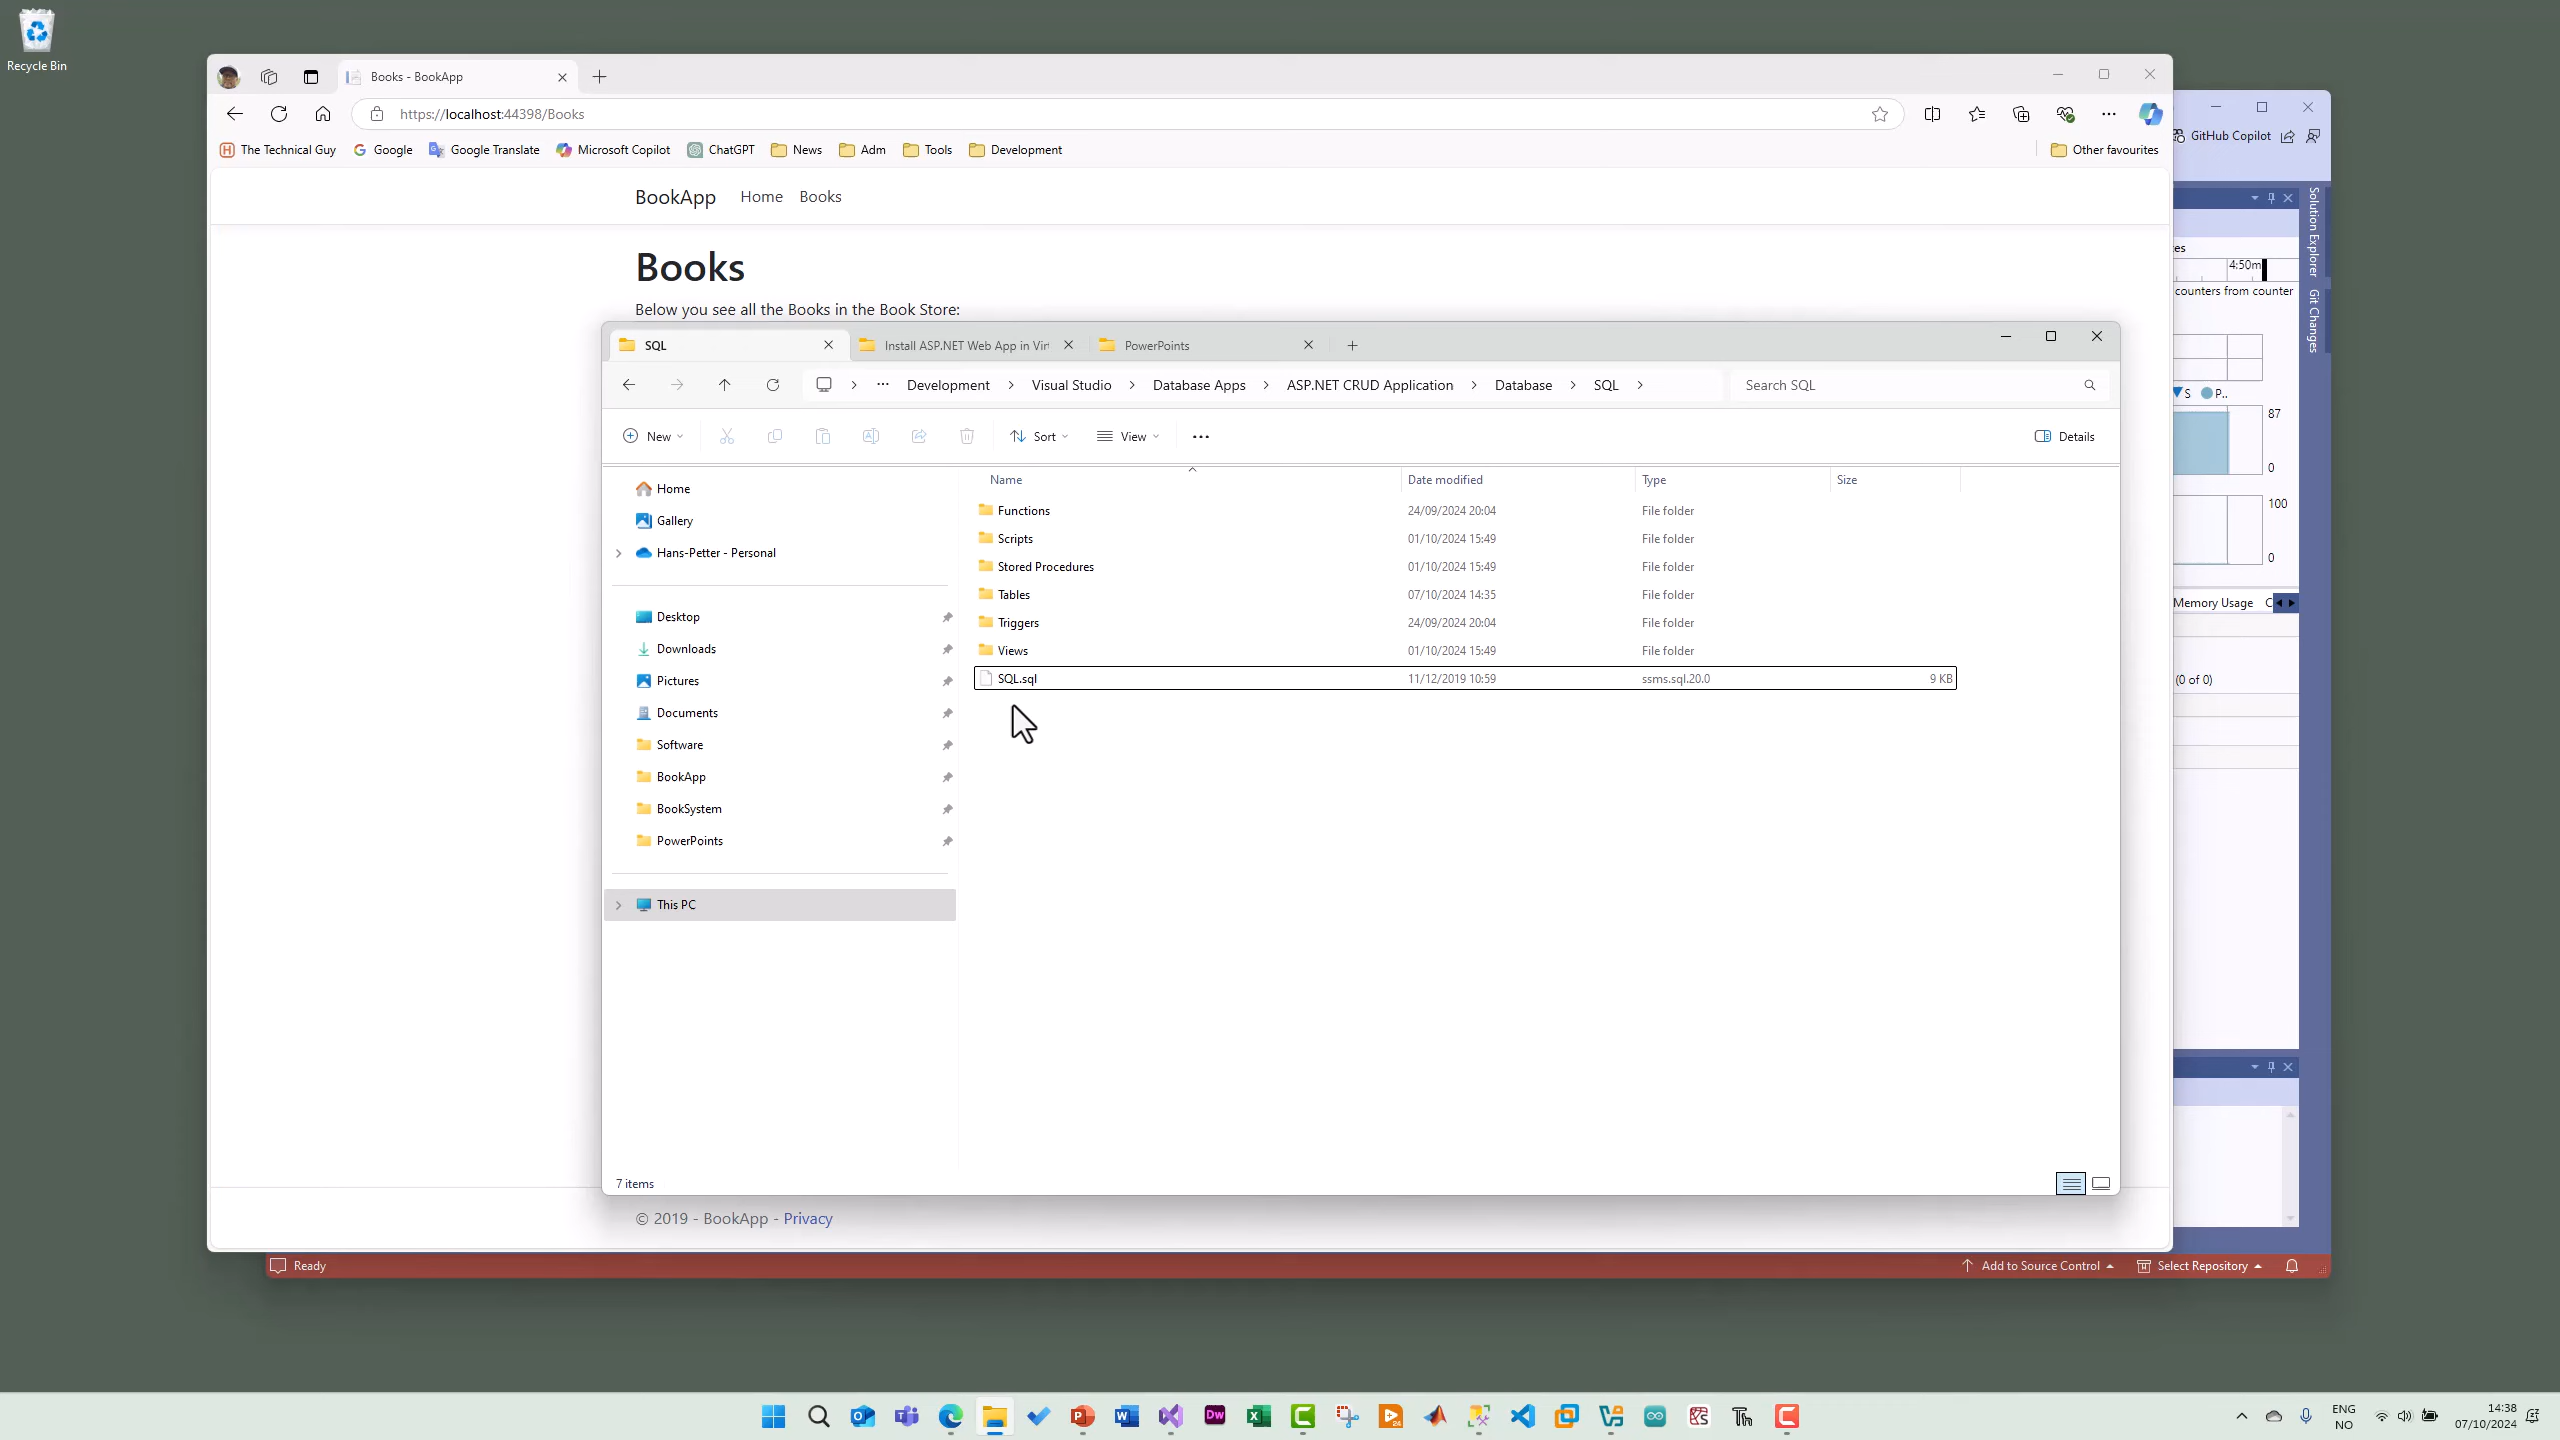 Recycle Bin
Books - BookApp
https://localhost:44398/Books
The Technical Guy
Google
Google Translate
Microsoft Copilot
ChatGPT
News
Adm
Tools
Development
Other favourites
GitHub Copilot
BookApp
Home
Books
Books
Below you see all the Books in the Book Store:
SQL
Install ASP.NET Web App in Virt
PowerPoints
Development
Visual Studio
Database Apps
ASP.NET CRUD Application
Database
SQL
Search SQL
New
Sort
View
Details
Home
Gallery
Hans-Petter - Personal
Desktop
Downloads
Pictures
Documents
Software
BookApp
BookSystem
PowerPoints
This PC
Name Date modified Type Size
Functions 24/09/2024 20:04 File folder
Scripts 01/10/2024 15:49 File folder
Stored Procedures 01/10/2024 15:49 File folder
Tables 07/10/2024 14:35 File folder
Triggers 24/09/2024 20:04 File folder
Views 01/10/2024 15:49 File folder
SQL.sql 11/12/2019 10:59 ssms.sql.20.0 9 KB
7 items
© 2019 - BookApp - Privacy
Solution Explorer
Git Changes
es
4:50m
counters from counter
S P..
87
0
100
0
Memory Usage C
(0 of 0)
Ready
Add to Source Control
Select Repository
ENG
NO
14:38
07/10/2024